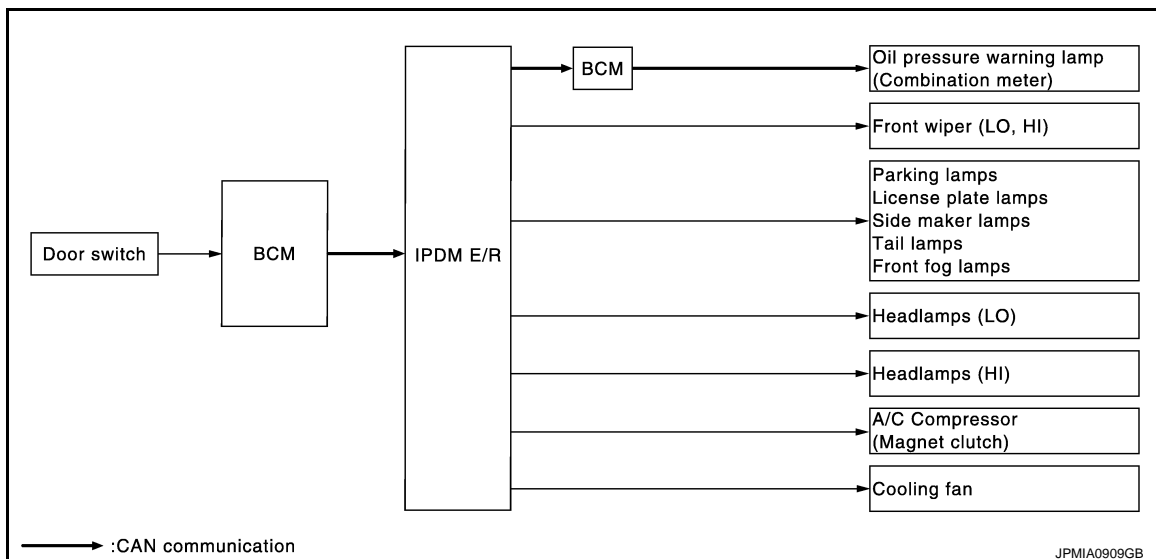 BCM
Oil pressure warning lamp
(Combination meter)
Front wiper (LO, HI)
Parking lamps
License plate lamps
Side maker lamps
Tail lamps
Front fog lamps
Door switch
BCM
IPDM E/R
Headlamps (LO)
Headlamps (HI)
A/C Compressor
(Magnet clutch)
Cooling fan
:CAN communication
JPMIA0909GB